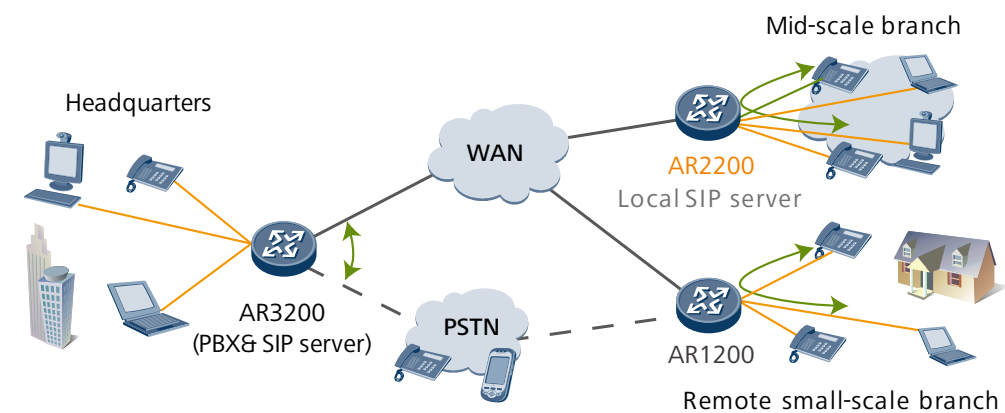 Mid-scale branch
Headquarters
WAN
AR2200
Local SIP server
AR3200
(PBX& SIP server)
PSTN
AR1200
Remote small-scale branch